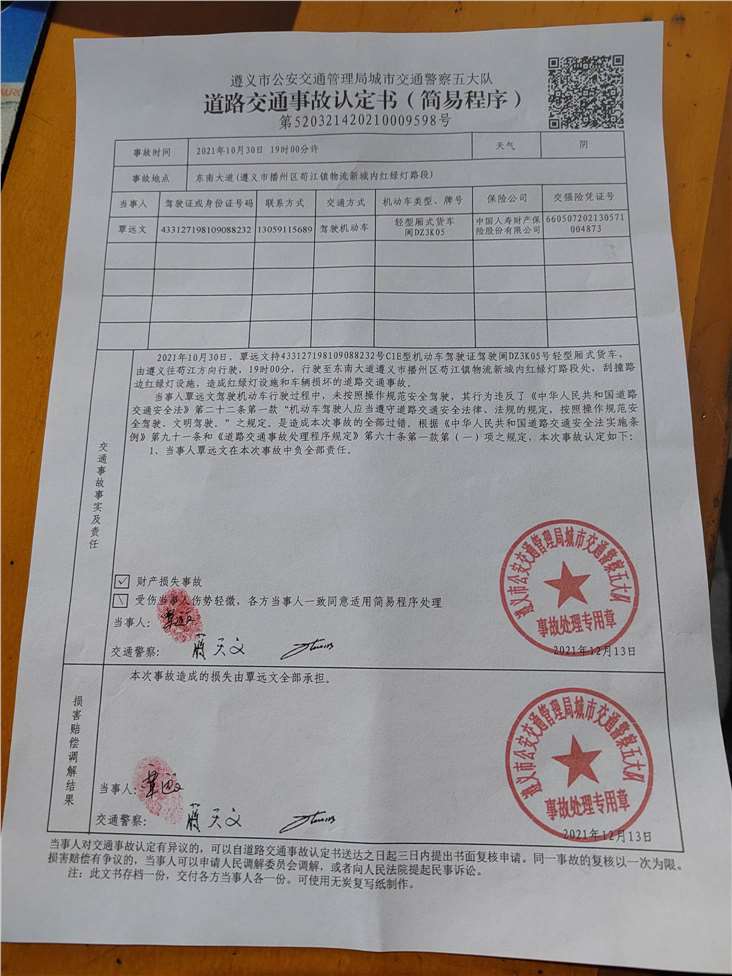 遵义市公安交通管理局城市交通警察五大队
道路交通事故认定书（简易程序）
第520321420210009598号
事故时间 2021年10月30日 19时00分许 天气 阴
事故地点 东南大道(遵义市播州区苟江镇物流新城内红绿灯路段)
当事人 驾驶证或身份证号码 联系方式 交通方式 机动车类型、牌号 保险公司 交强险凭证号
覃远文 433127198109088232 13059115689 驾驶机动车 轻型厢式货车 闽DZ3K05 中国人寿财产保险股份有限公司 660507202130571004873
交通事故事实及责任
2021年10月30日，覃远文持433127198109088232号C1E型机动车驾驶证驾驶闽DZ3K05号轻型厢式货车，
由遵义往苟江方向行驶，19时00分，行驶至东南大道遵义市播州区苟江镇物流新城内红绿灯路段处，刮撞路
边红绿灯设施，造成红绿灯设施和车辆损坏的道路交通事故。
当事人覃远文驾驶机动车行驶过程中，未按照操作规范安全驾驶，其行为违反了《中华人民共和国道路
交通安全法》第二十二条第一款“机动车驾驶人应当遵守道路交通安全法律、法规的规定，按照操作规范安
全驾驶、文明驾驶。”之规定，是造成本次事故的全部过错。根据《中华人民共和国道路交通安全法实施条
例》第九十一条和《道路交通事故处理程序规定》第六十条第一款第（一）项之规定，本次事故认定如下：
1、当事人覃远文在本次事故中负全部责任。
财产损失事故
受伤当事人伤势轻微，各方当事人一致同意适用简易程序处理
当事人：
交通警察：
遵义市公安交通管理局城市交通警察五大队
事故处理专用章
2021年12月13日
损害赔偿调解结果
本次事故造成的损失由覃远文全部承担。
当事人：
交通警察：
遵义市公安交通管理局城市交通警察五大队
事故处理专用章
2021年12月13日
当事人对交通事故认定有异议的，可以自道路交通事故认定书送达之日起三日内提出书面复核申请。同一事故的复核以一次为限。
损害赔偿有争议的，当事人可以申请人民调解委员会调解，或者向人民法院提起民事诉讼。
注：此文书存档一份，交付各方当事人各一份。可使用无炭复写纸制作。